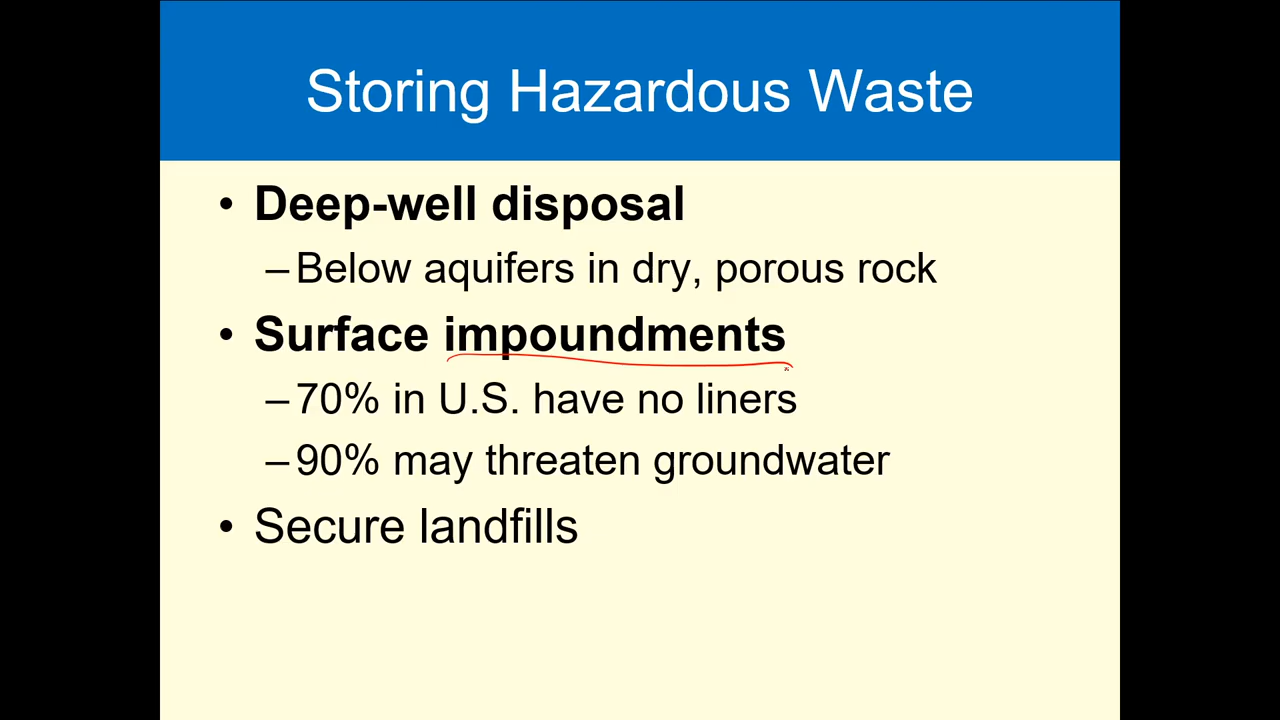 Storing Hazardous Waste
• Deep-well disposal
–Below aquifers in dry, porous rock
• Surface impoundments
–70% in U.S. have no liners
–90% may threaten groundwater
• Secure landfills